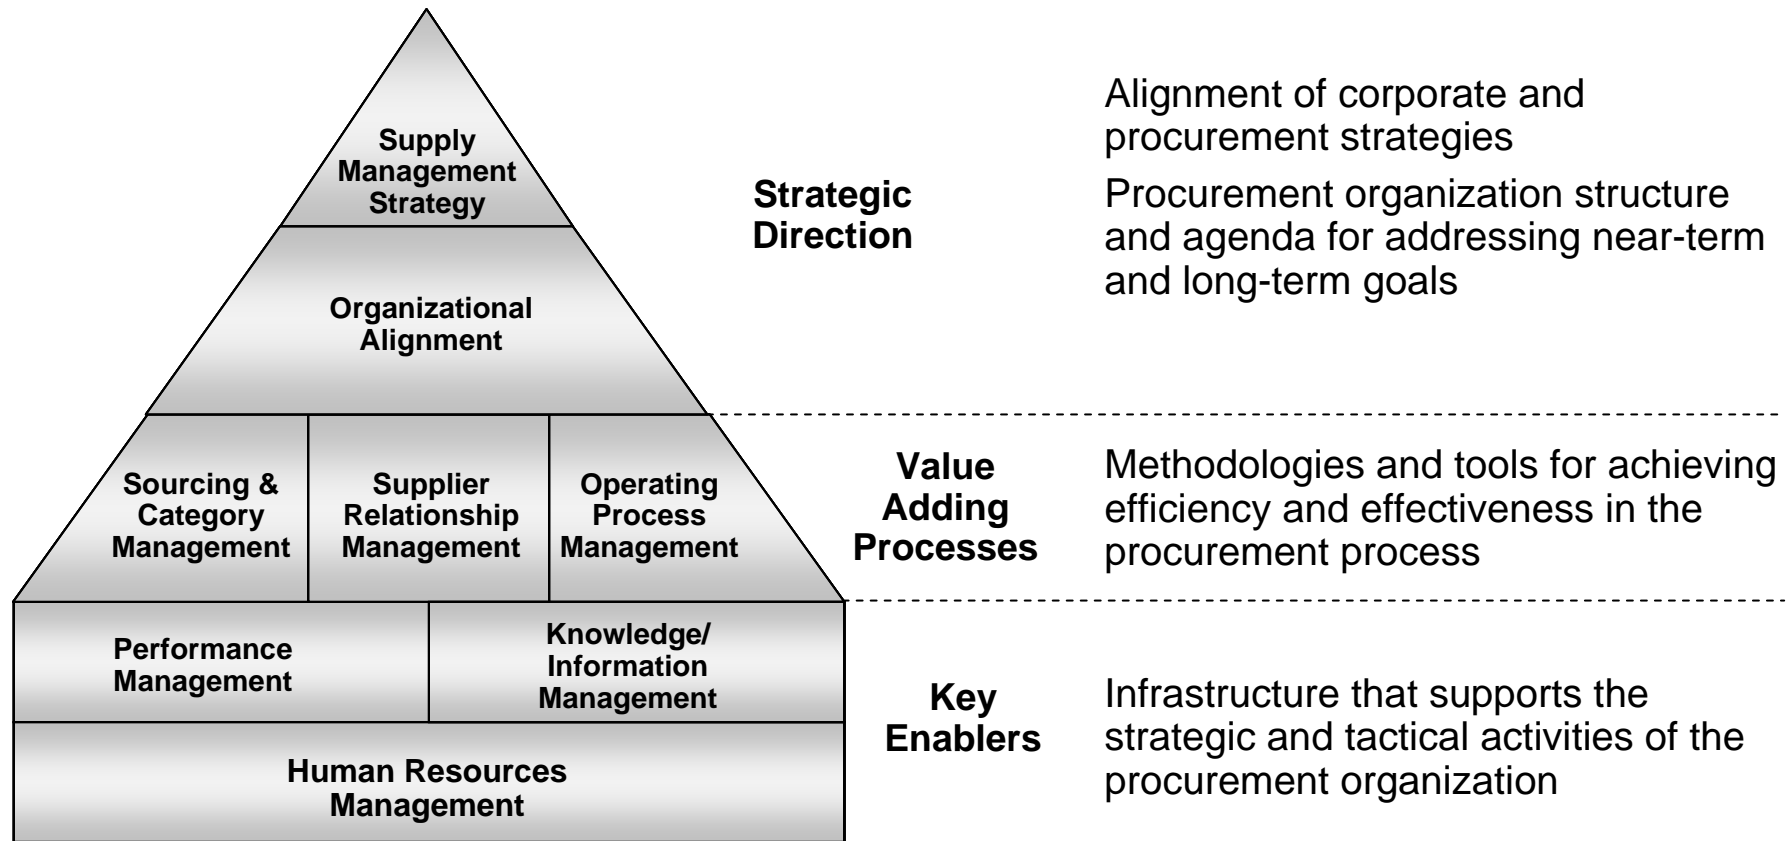 Supply
Management
Strategy
Organizational
Alignment
Strategic
Direction
Alignment of corporate and
procurement strategies
Procurement organization structure
and agenda for addressing near-term
and long-term goals
Sourcing &
Category
Management
Supplier
Relationship
Management
Operating
Process
Management
Value
Adding
Processes
Methodologies and tools for achieving
efficiency and effectiveness in the
procurement process
Performance
Management
Knowledge/
Information
Management
Human Resources
Management
Key
Enablers
Infrastructure that supports the
strategic and tactical activities of the
procurement organization